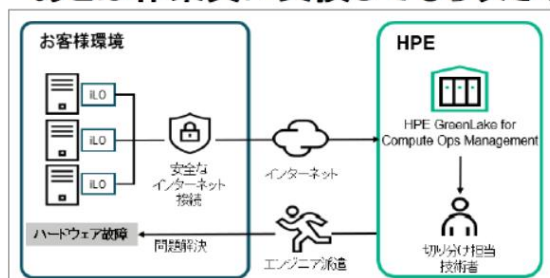 お客様環境
iLO
iLO
iLO
安全な
インターネット
接続
インターネット
HPE
HPE GreenLake for
Compute Ops Management
切り分け担当
技術者
エンジニア派遣
問題解決
ハードウェア故障